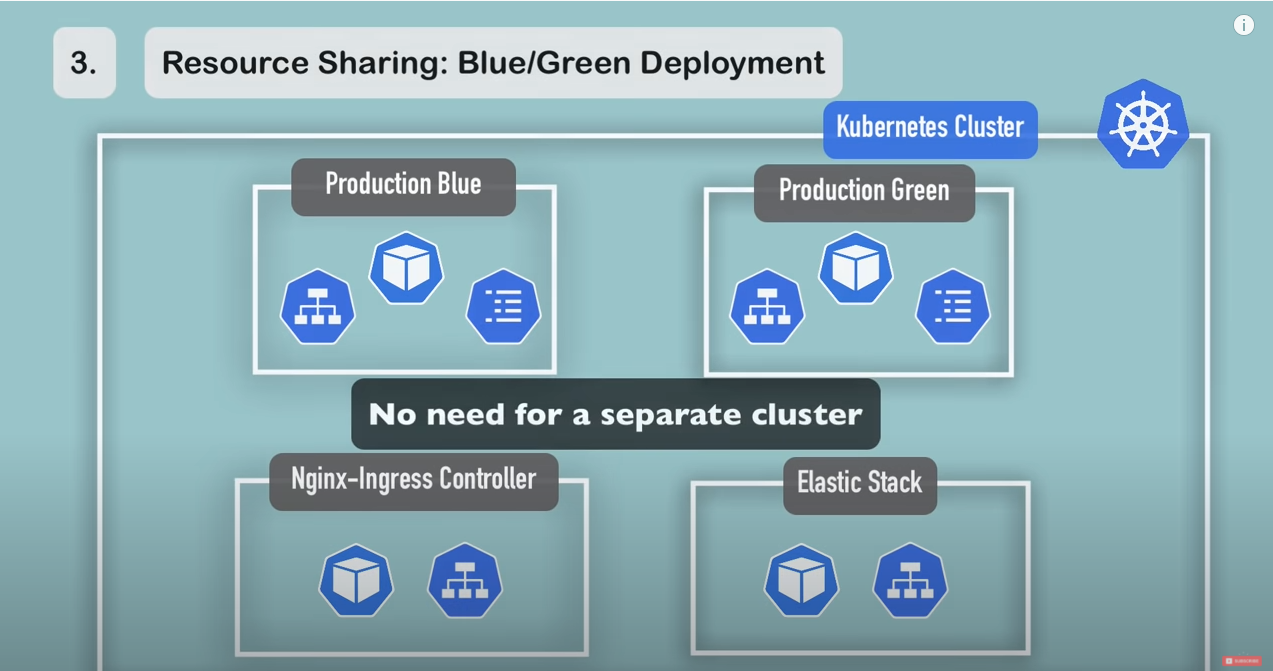 3.
Resource Sharing: Blue/Green Deployment
Kubernetes Cluster
Production Blue
Production Green
No need for a separate cluster
Nginx-Ingress Controller
Elastic Stack
SUBSCRIBE